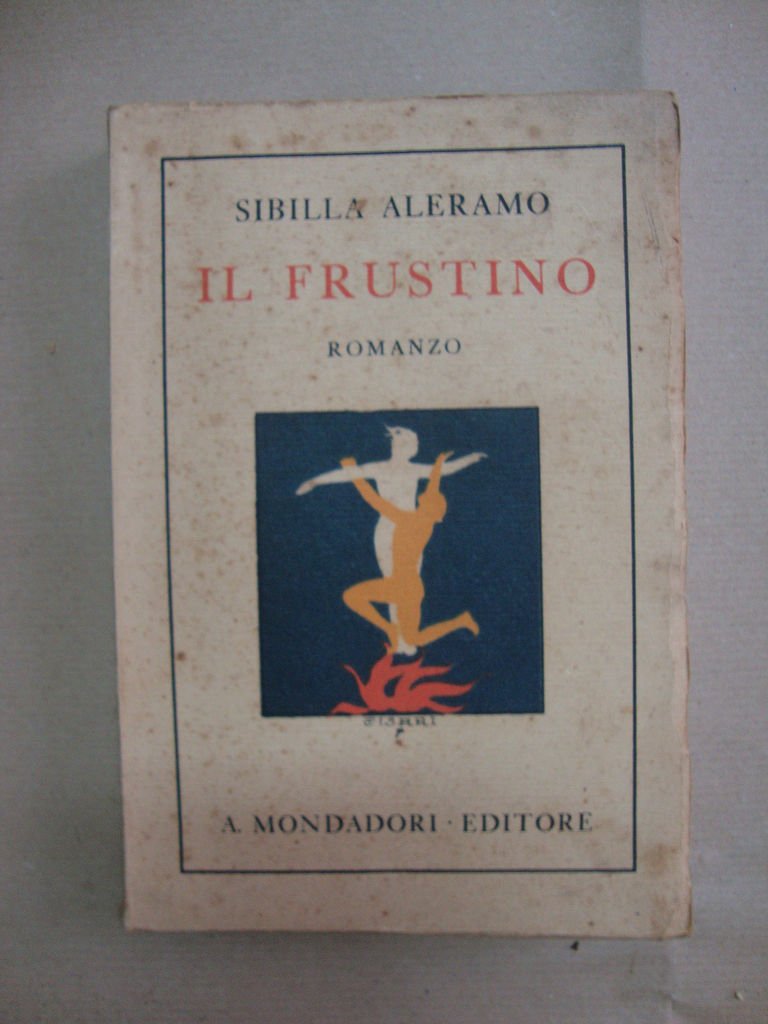 SIBILLA ALERAMO
IL FRUSTINO
ROMANZO
A. MONDADORI · EDITORE